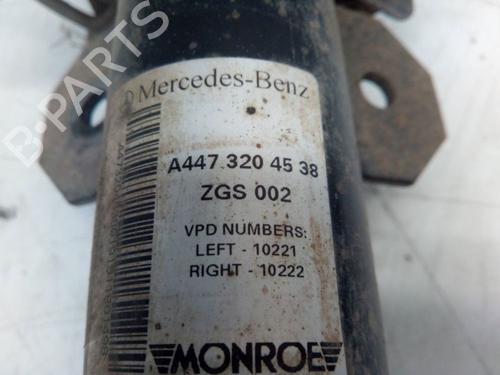 Mercedes-Benz
A447 320 45 38
ZGS 002
VPD NUMBERS:
LEFT - 10221
RIGHT - 10222
MONROE
B-PARTS